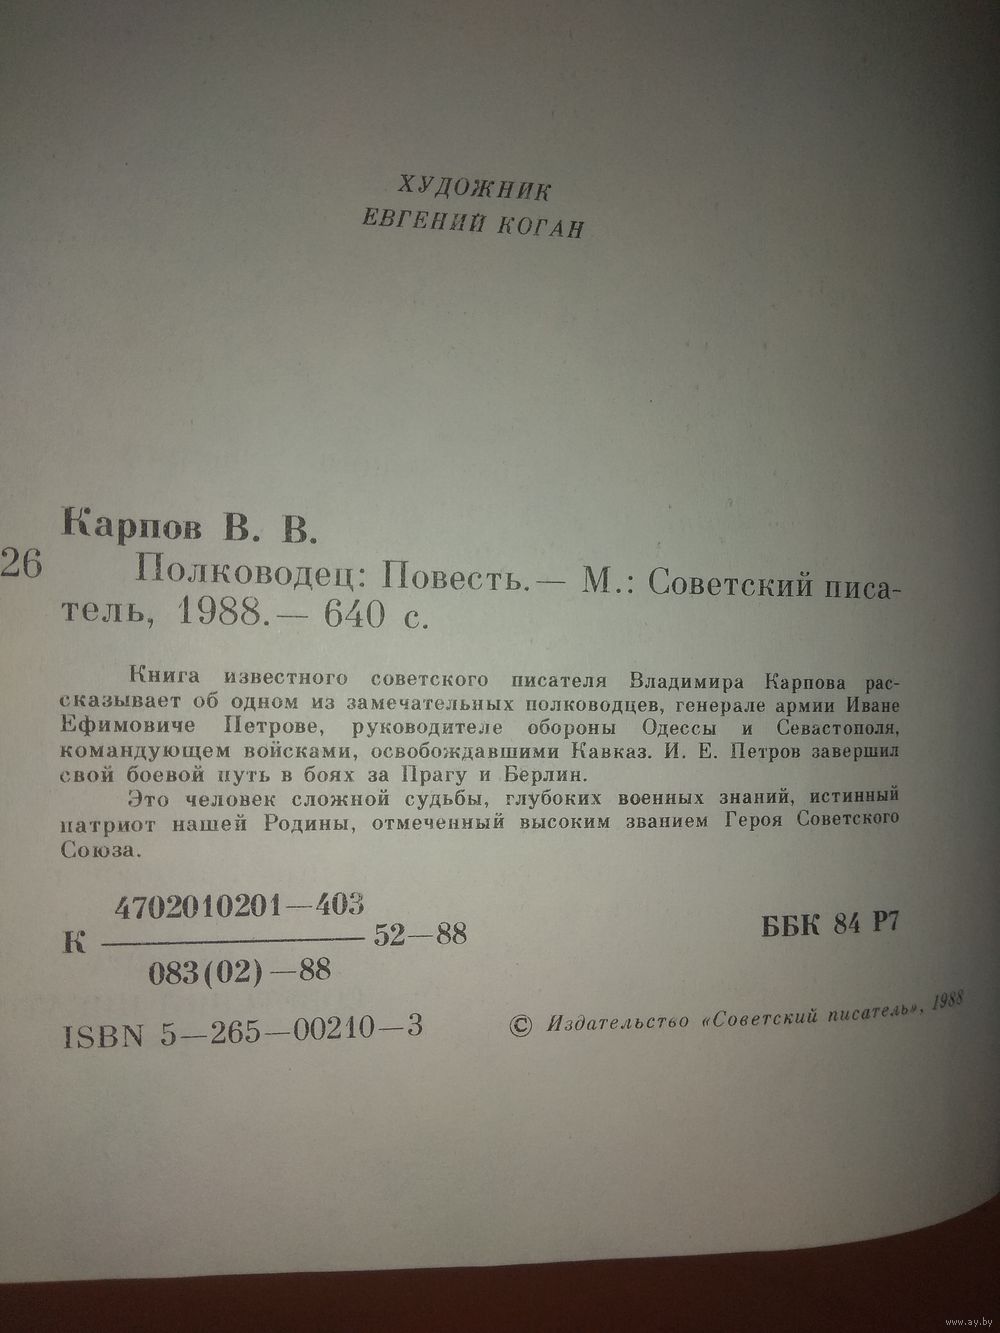 ХУДОЖНИК
ЕВГЕНИЙ КОГАН
Карпов В. В.
26 Полководец: Повесть.— М.: Советский писа-
тель, 1988.— 640 с.
Книга известного советского писателя Владимира Карпова рас-
сказывает об одном из замечательных полководцев, генерале армии Иване
Ефимовиче Петрове, руководителе обороны Одессы и Севастополя,
командующем войсками, освобождавшими Кавказ. И. Е. Петров завершил
свой боевой путь в боях за Прагу и Берлин.
Это человек сложной судьбы, глубоких военных знаний, истинный
патриот нашей Родины, отмеченный высоким званием Героя Советского
Союза.
4702010201—403
К 52—88
083(02)—88
ББК 84 Р7
ISBN 5—265—00210—3
© Издательство «Советский писатель», 1988
www.ay.by